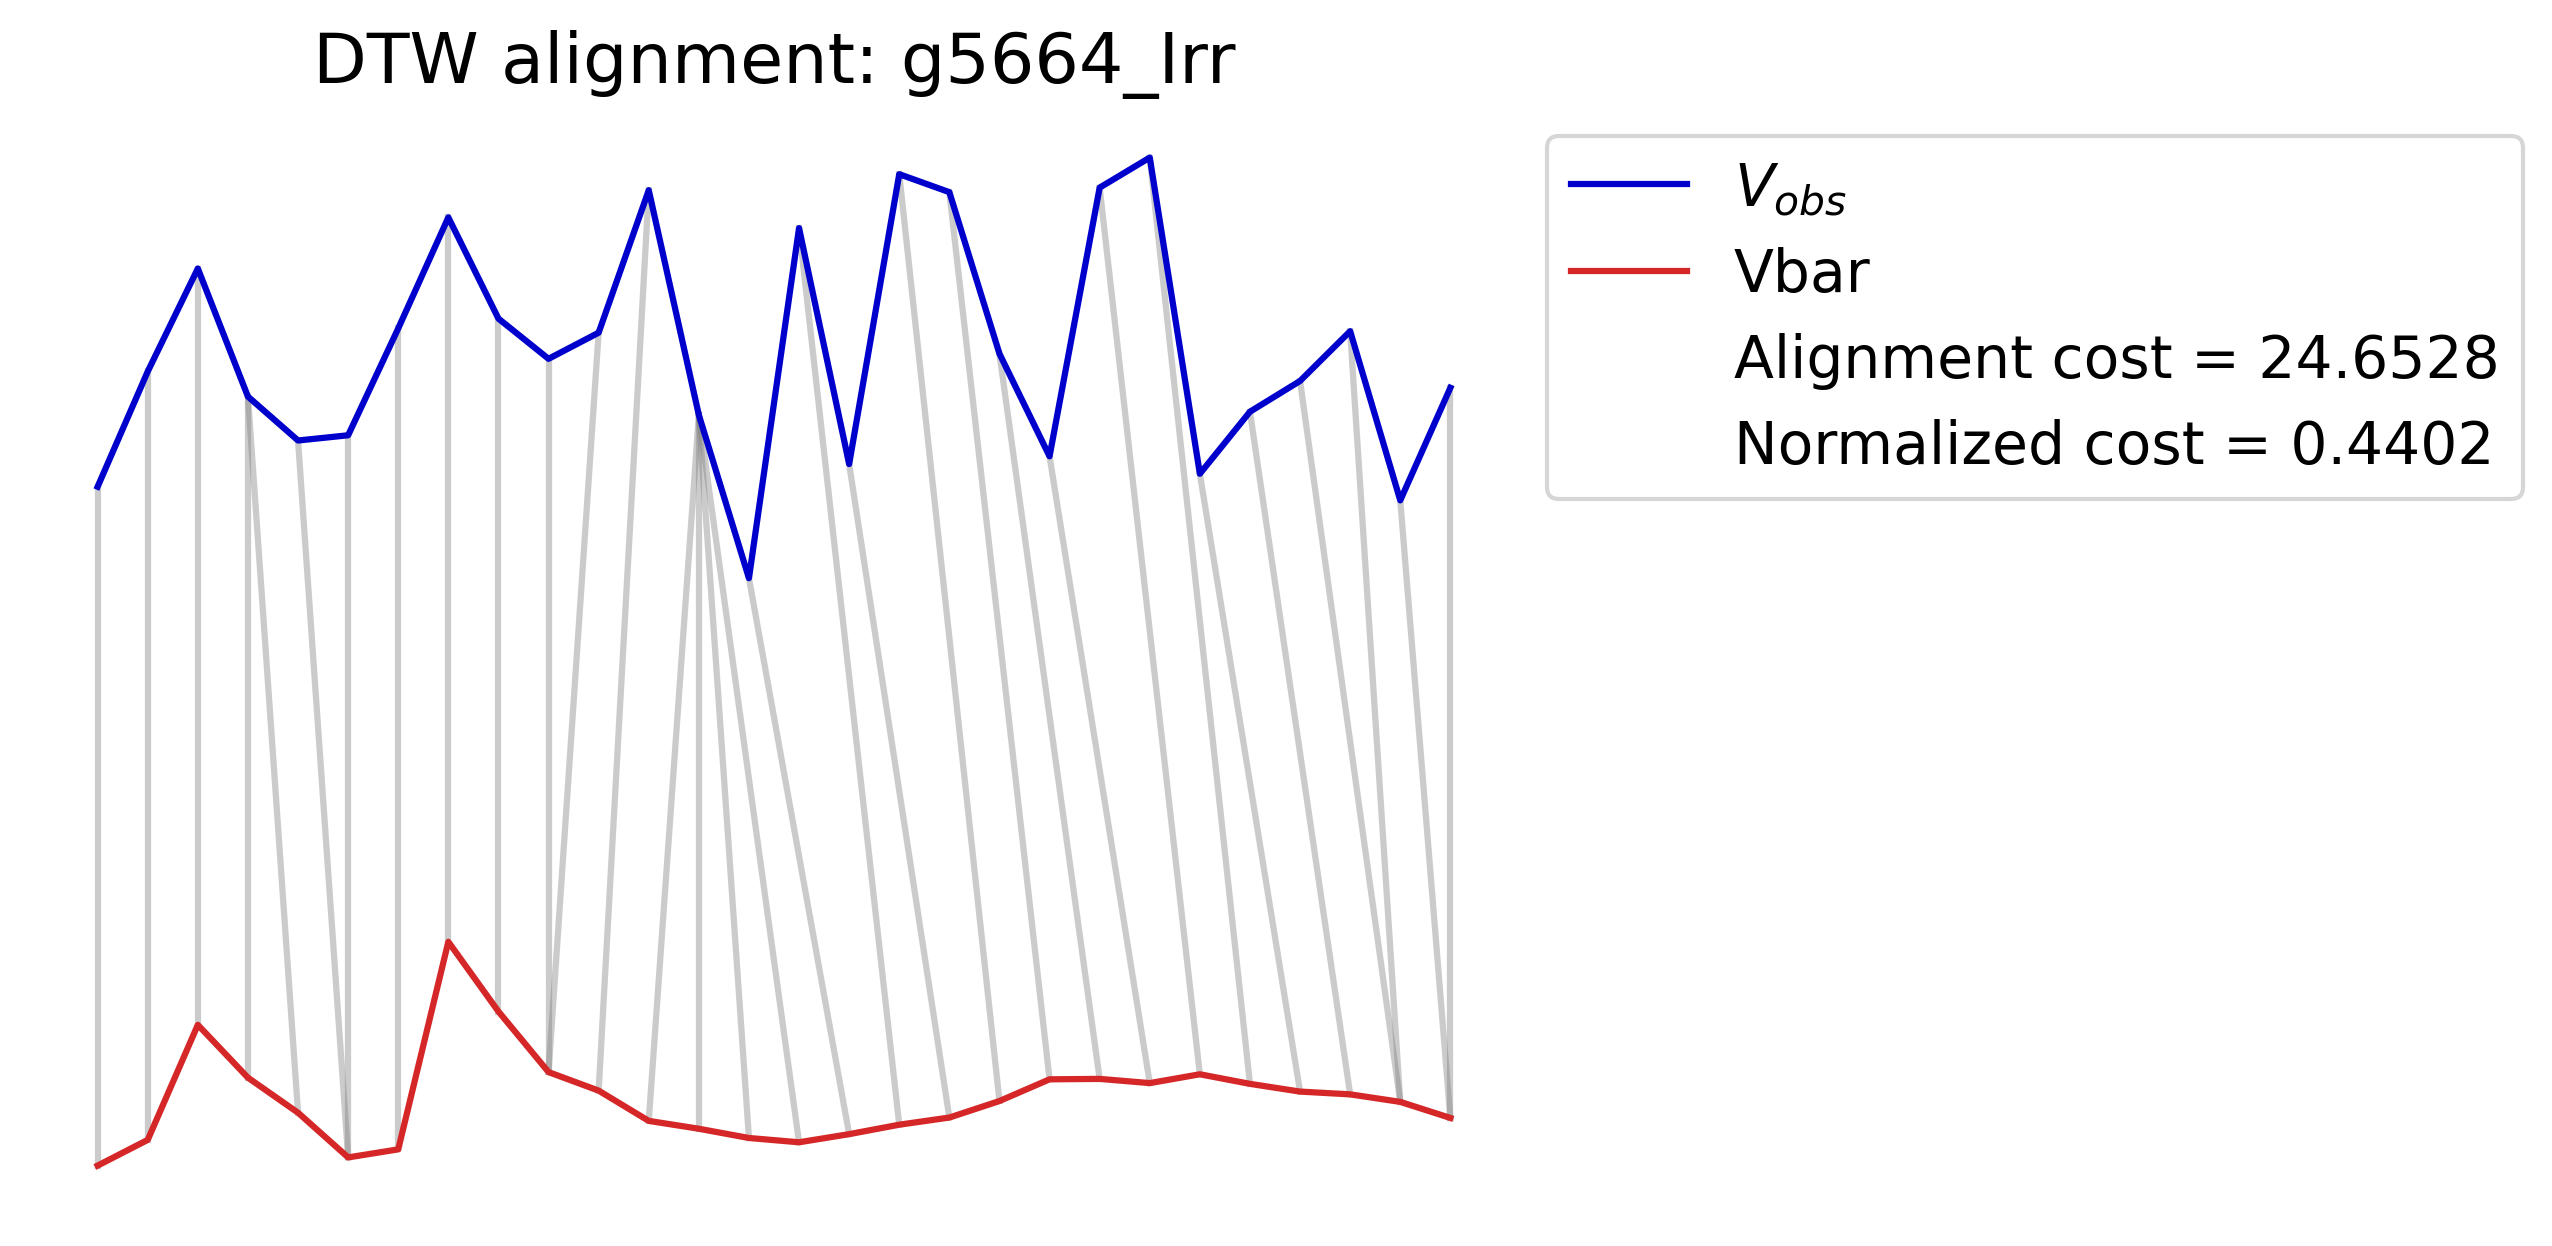 DTW alignment: g5664_Irr
V_obs
Vbar
Alignment cost = 24.6528
Normalized cost = 0.4402